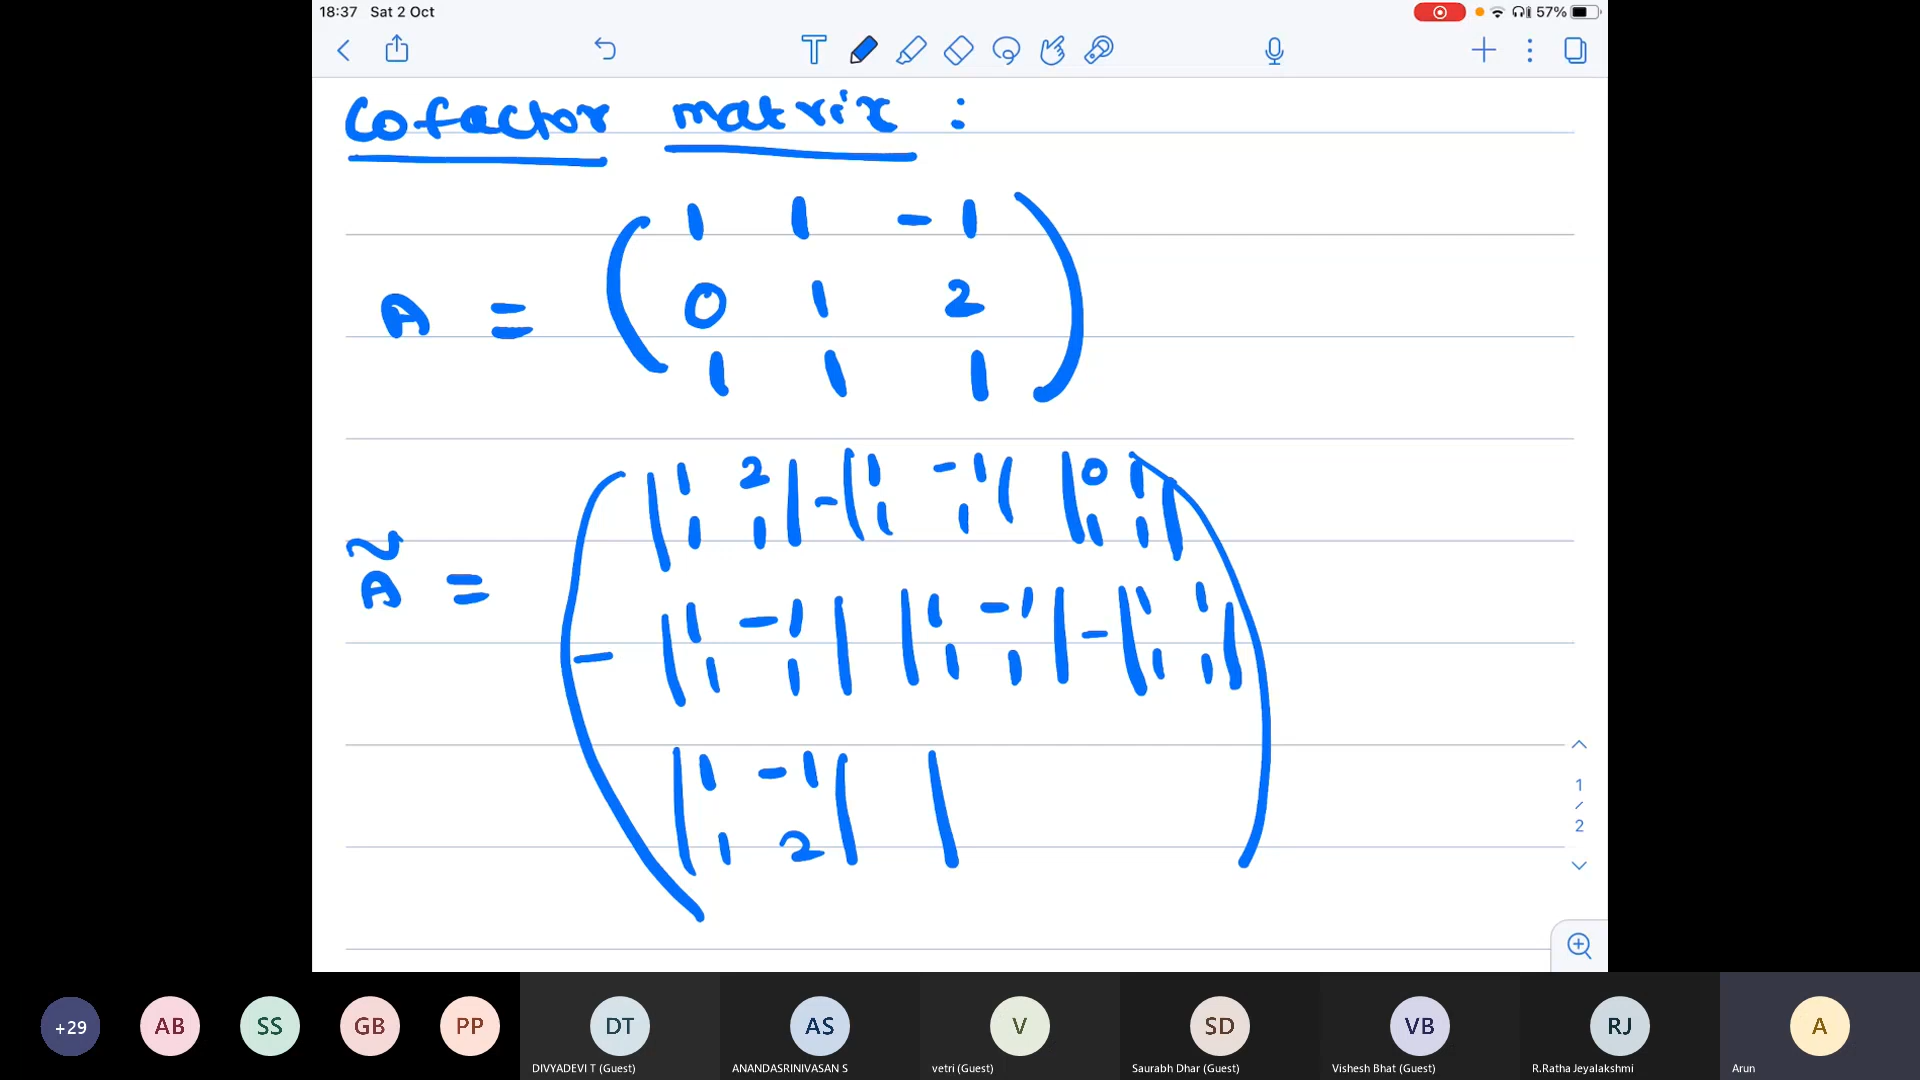 18:37 Sat 2 Oct 57%
T
Cofactor matrix :
1 1 -1
0 1 2
A =
1 1 1
| 1 2 | - | 1 -1 | | 0 1 |
| 1 1 | | 1 1 | | 1 1 |
Ã =
- | 1 -1 | | 1 -1 | - | 1 1 |
| 1 1 | | 1 1 | | 1 1 |
| 1 -1 | |
| 1 2 |
1
/
2
+29 AB SS GB PP DT AS V SD VB RJ A
DIVYADEVI T (Guest) ANANDASRINIVASAN S vetri (Guest) Saurabh Dhar (Guest) Vishesh Bhat (Guest) R.Ratha Jeyalakshmi Arun